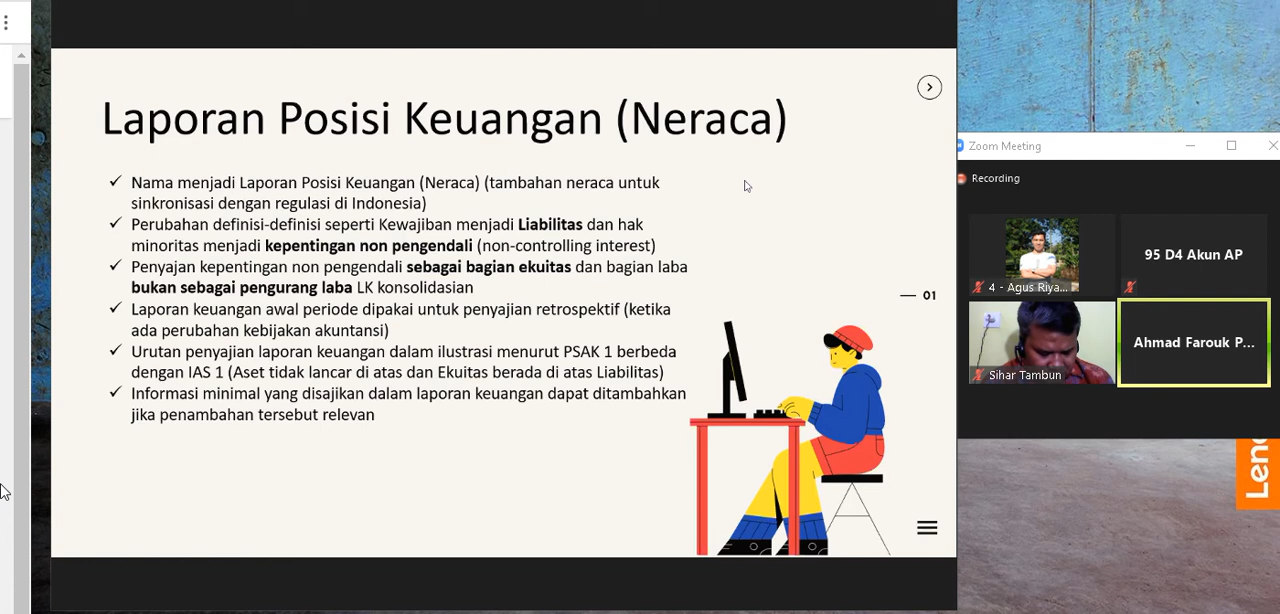 Laporan Posisi Keuangan (Neraca)
Nama menjadi Laporan Posisi Keuangan (Neraca) (tambahan neraca untuk
sinkronisasi dengan regulasi di Indonesia)
Perubahan definisi-definisi seperti Kewajiban menjadi Liabilitas dan hak
minoritas menjadi kepentingan non pengendali (non-controlling interest)
Penyajan kepentingan non pengendali sebagai bagian ekuitas dan bagian laba
bukan sebagai pengurang laba LK konsolidasian
Laporan keuangan awal periode dipakai untuk penyajian retrospektif (ketika
ada perubahan kebijakan akuntansi)
Urutan penyajian laporan keuangan dalam ilustrasi menurut PSAK 1 berbeda
dengan IAS 1 (Aset tidak lancar di atas dan Ekuitas berada di atas Liabilitas)
Informasi minimal yang disajikan dalam laporan keuangan dapat ditambahkan
jika penambahan tersebut relevan
01
Zoom Meeting
Recording
4 - Agus Riya...
95 D4 Akun AP
Sihar Tambun
Ahmad Farouk P...
Leno